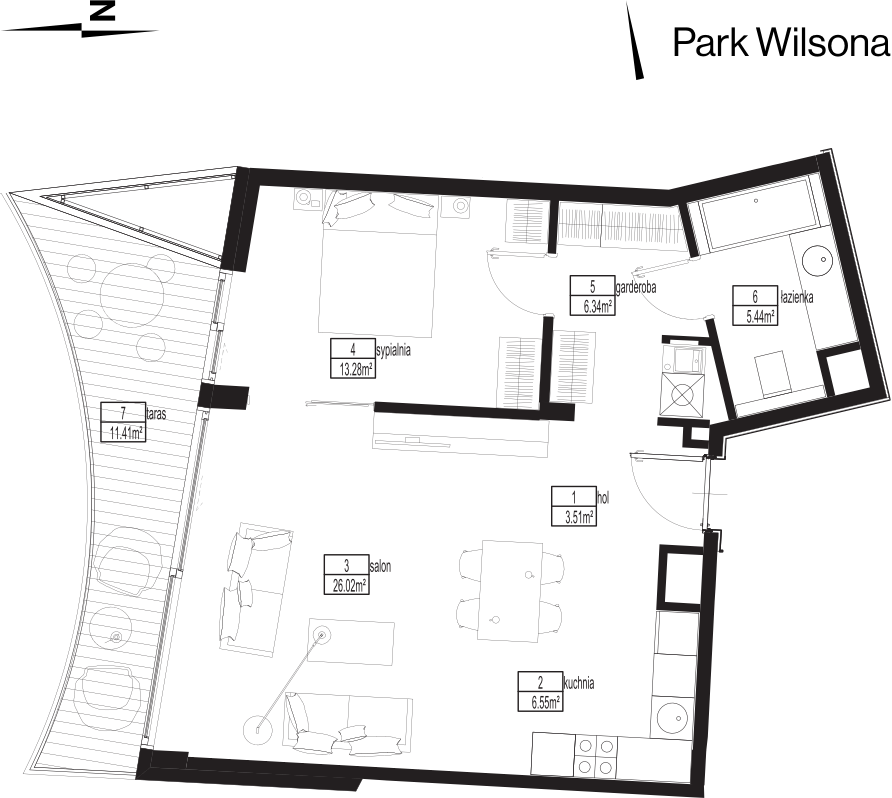 N
Park Wilsona
5 garderoba
6.34m²
6 łazienka
5.44m²
4 sypialnia
13.28m²
7 taras
11.41m²
1 hol
3.51m²
3 salon
26.02m²
2 kuchnia
6.55m²